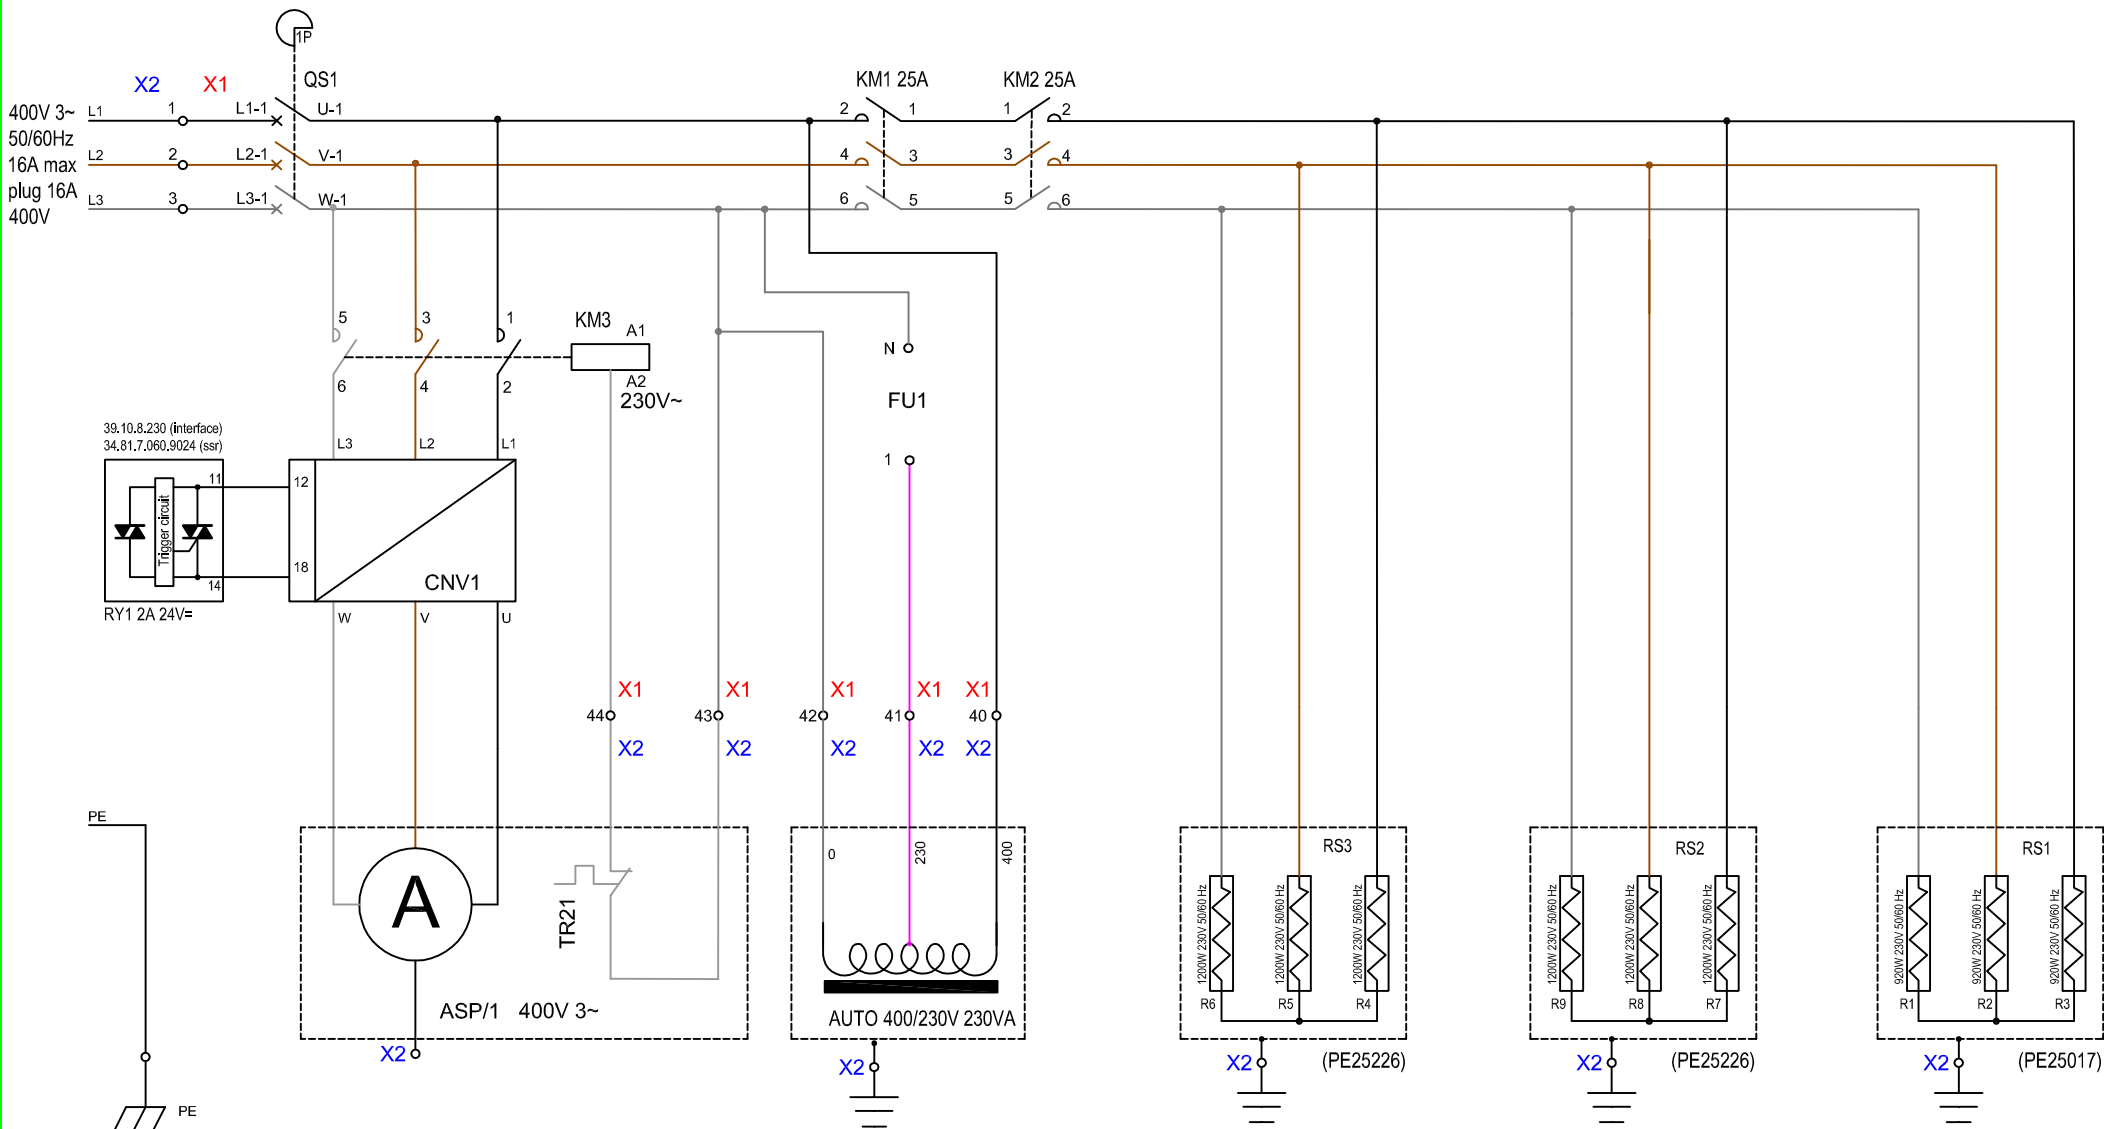 1P
QS1
KM1 25A
KM2 25A
X2
X1
400V 3~
50/60Hz
16A max
plug 16A
400V
L1
1
L1-1
U-1
2
1
1
2
L2
2
L2-1
V-1
4
3
3
4
L3
3
L3-1
W-1
6
5
5
6
5
3
1
KM3
A1
A2
230V~
6
4
2
N
FU1
1
39.10.8.230 (interface)
34.81.7.060.9024 (ssr)
L3
L2
L1
11
12
Trigger circuit
18
14
CNV1
RY1 2A 24V=
W
V
U
X1
X1
X1
X1
X1
44
43
42
41
40
X2
X2
X2
X2
X2
PE
A
TR21
ASP/1 400V 3~
X2
0
230
400
AUTO 400/230V 230VA
X2
RS3
1200W 230V 50/60 Hz
1200W 230V 50/60 Hz
1200W 230V 50/60 Hz
R6
R5
R4
X2
(PE25226)
RS2
1200W 230V 50/60 Hz
1200W 230V 50/60 Hz
1200W 230V 50/60 Hz
R9
R8
R7
X2
(PE25226)
RS1
920W 230V 50/60 Hz
920W 230V 50/60 Hz
920W 230V 50/60 Hz
R1
R2
R3
X2
(PE25017)
PE